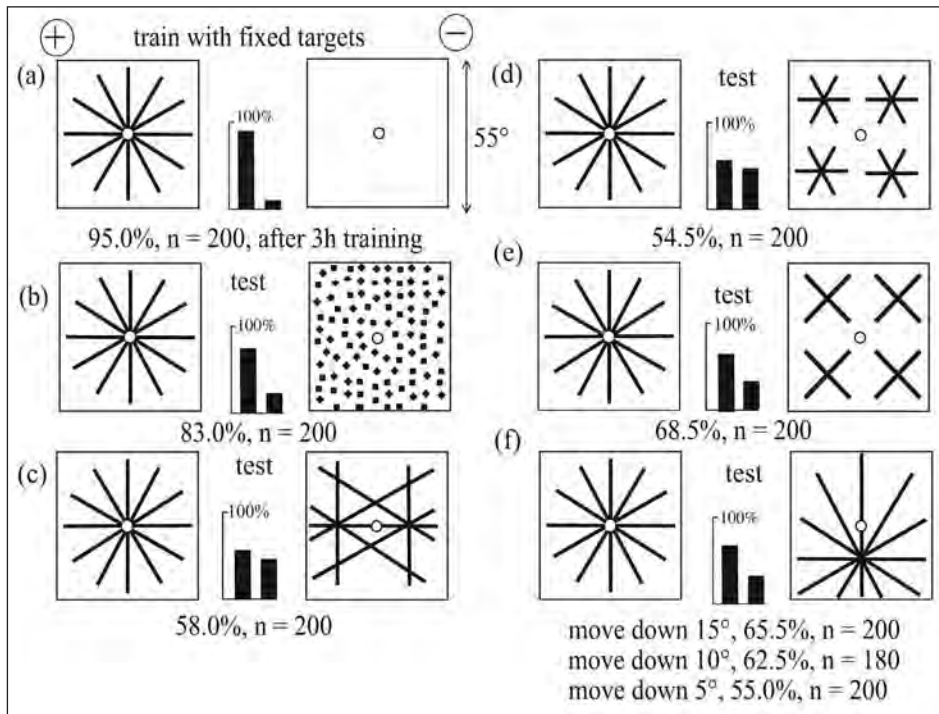 + train with fixed targets −
(a)
100%
55°
95.0%, n = 200, after 3h training
(b)
test
100%
83.0%, n = 200
(c)
test
100%
58.0%, n = 200
(d)
test
100%
54.5%, n = 200
(e)
test
100%
68.5%, n = 200
(f)
test
100%
move down 15°, 65.5%, n = 200
move down 10°, 62.5%, n = 180
move down 5°, 55.0%, n = 200